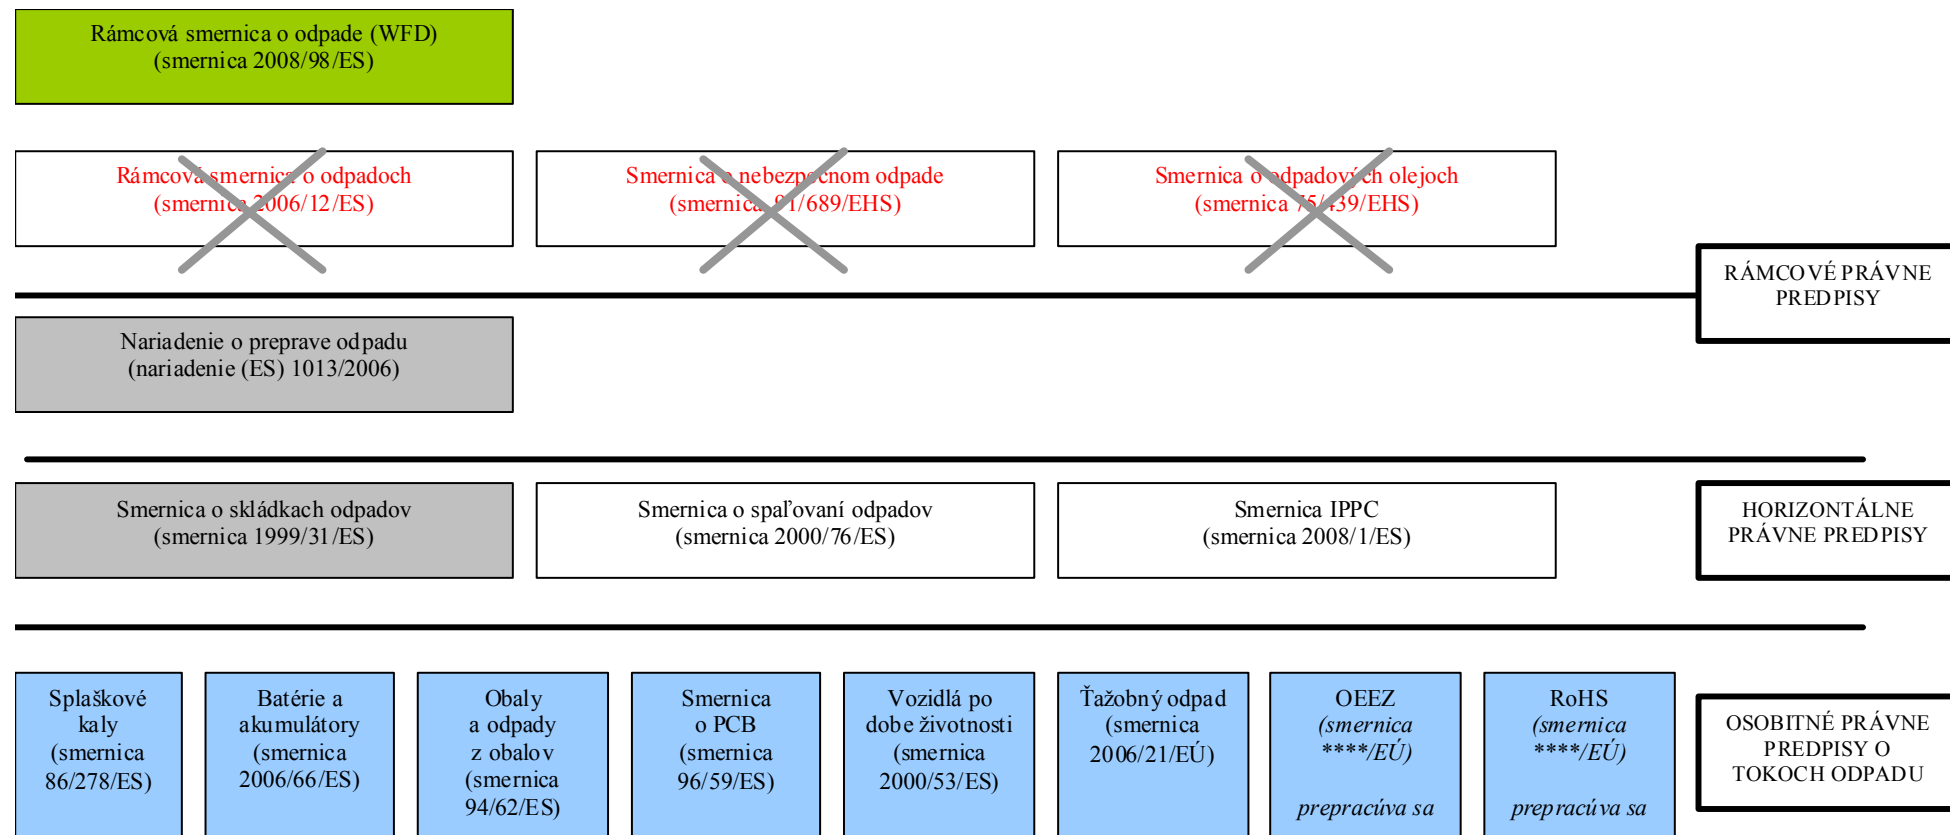 Rámcová smernica o odpade (WFD)
(smernica 2008/98/ES)
Rámcová smernica o odpadoch
(smernica 2006/12/ES)
Smernica o nebezpečnom odpade
(smernica 91/689/EHS)
Smernica o odpadových olejoch
(smernica 75/439/EHS)
RÁMCOVÉ PRÁVNE
PREDPISY
Nariadenie o preprave odpadu
(nariadenie (ES) 1013/2006)
Smernica o skládkach odpadov
(smernica 1999/31/ES)
Smernica o spaľovaní odpadov
(smernica 2000/76/ES)
Smernica IPPC
(smernica 2008/1/ES)
HORIZONTÁLNE
PRÁVNE PREDPISY
Splaškové
kaly
(smernica
86/278/ES)
Batérie a
akumulátory
(smernica
2006/66/ES)
Obaly
a odpady
z obalov
(smernica
94/62/ES)
Smernica
o PCB
(smernica
96/59/ES)
Vozidlá po
dobe životnosti
(smernica
2000/53/ES)
Ťažobný odpad
(smernica
2006/21/EÚ)
OEEZ
(smernica
****/EÚ)
prepracúva sa
RoHS
(smernica
****/EÚ)
prepracúva sa
OSOBITNÉ PRÁVNE
PREDPISY O
TOKOCH ODPADU